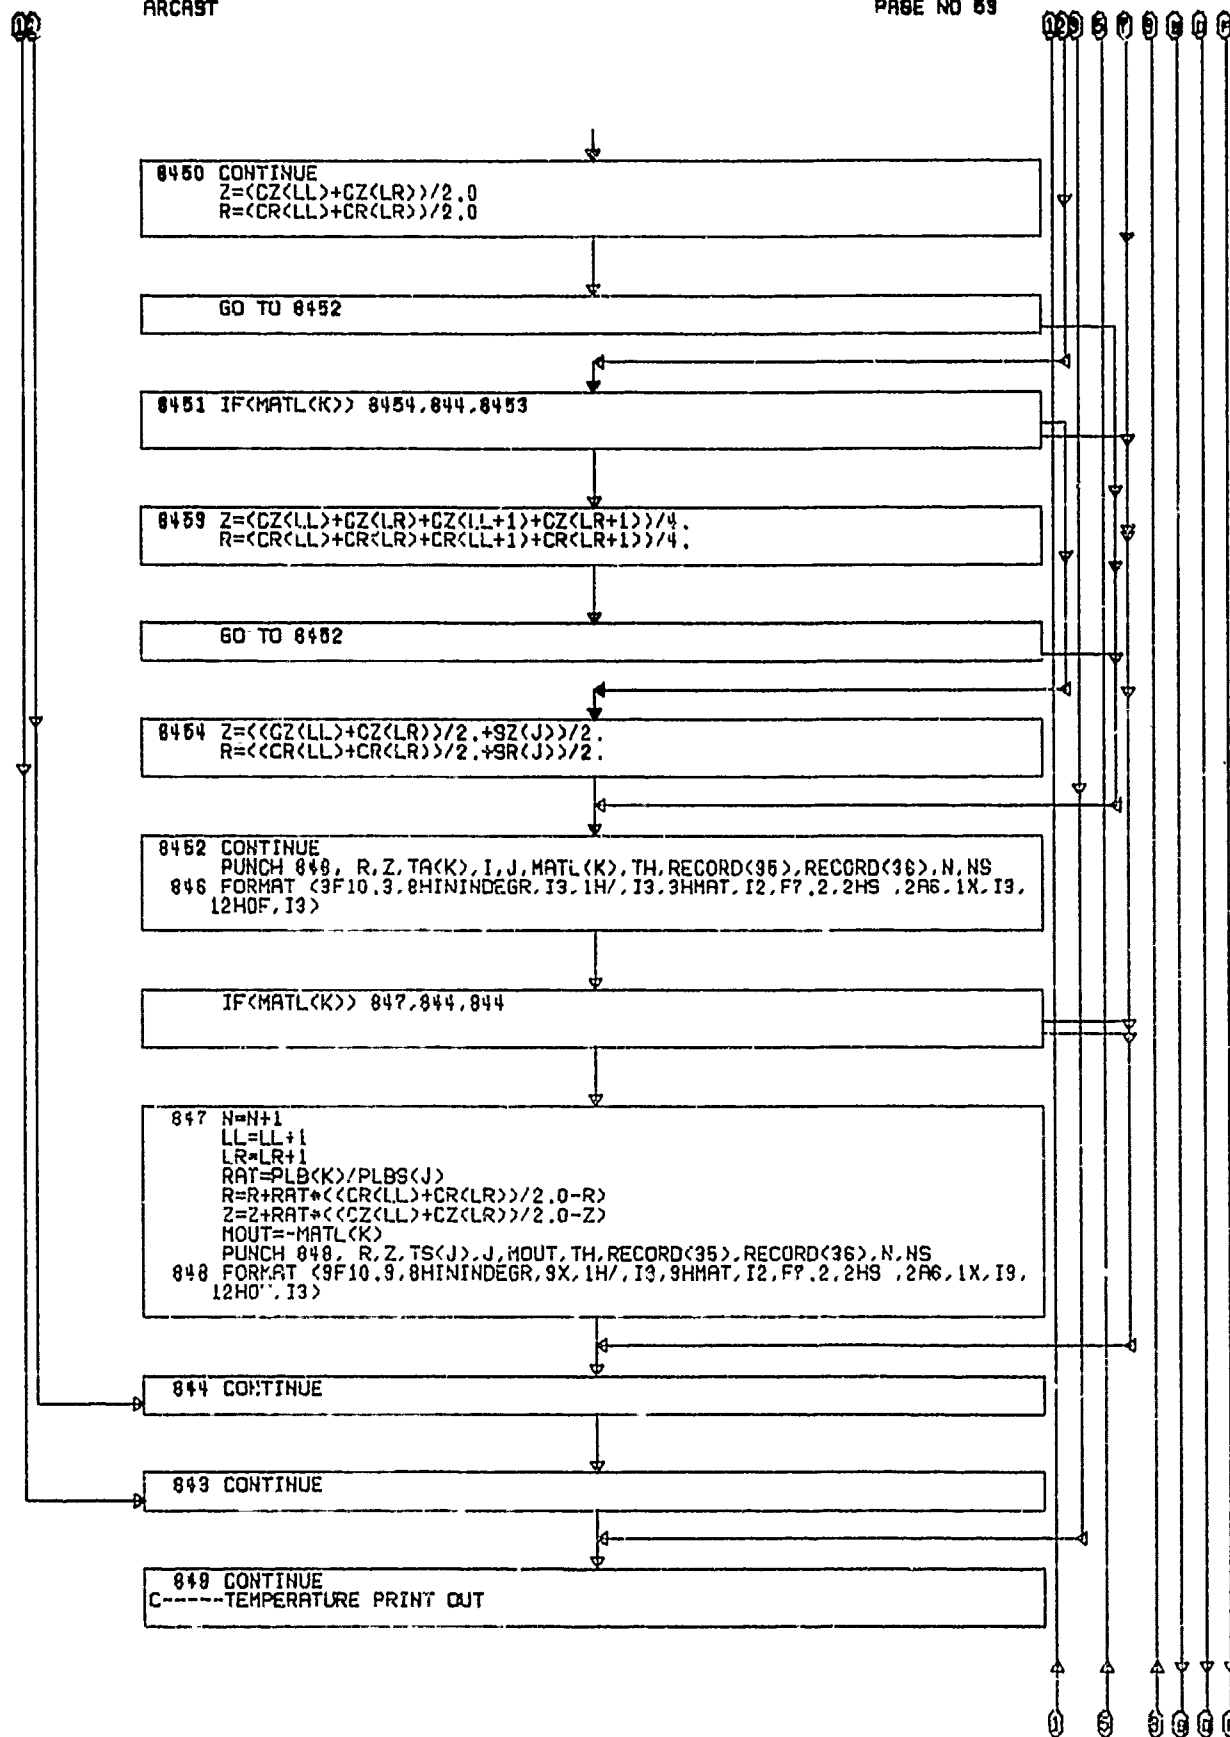 ARCAST PAGE NO 53
8450 CONTINUE
Z=(CZ(LL)+CZ(LR))/2.0
R=(CR(LL)+CR(LR))/2.0
GO TO 8452
8451 IF(MATL(K)) 8454,844,8453
8453 Z=(CZ(LL)+CZ(LR)+CZ(LL+1)+CZ(LR+1))/4.
R=(CR(LL)+CR(LR)+CR(LL+1)+CR(LR+1))/4.
GO TO 8452
8454 Z=((CZ(LL)+CZ(LR))/2.+SZ(J))/2.
R=((CR(LL)+CR(LR))/2.+SR(J))/2.
8452 CONTINUE
PUNCH 846, R,Z,TA(K),I,J,MATL(K),TH,RECORD(35),RECORD(36),N,NS
846 FORMAT (3F10.3,8HININDEGR,I3,1H/,I3,3HMAT,I2,F7.2,2HS ,2A6,1X,I3,
12HOF,I3)
IF(MATL(K)) 847,844,844
847 N=N+1
LL=LL+1
LR=LR+1
RAT=PLB(K)/PLBS(J)
R=R+RAT*((CR(LL)+CR(LR))/2.0-R)
Z=Z+RAT*((CZ(LL)+CZ(LR))/2.0-Z)
MOUT=-MATL(K)
PUNCH 848, R,Z,TS(J),J,MOUT,TH,RECORD(35),RECORD(36),N,NS
848 FORMAT (3F10.3,8HININDEGR,3X,1H/,I3,3HMAT,I2,F7.2,2HS ,2A6,1X,I3,
12HOF,I3)
844 CONTINUE
843 CONTINUE
849 CONTINUE
C-----TEMPERATURE PRINT OUT